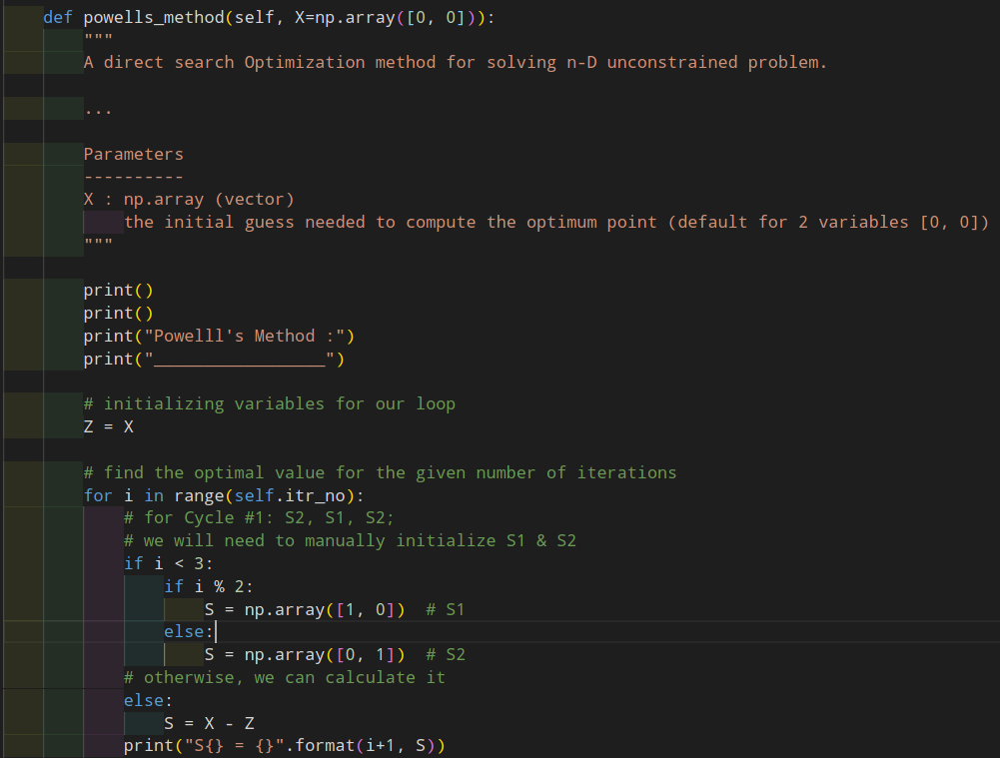 def powells_method(self, X=np.array([0, 0])):
"""
A direct search Optimization method for solving n-D unconstrained problem.
...
Parameters
----------
X : np.array (vector)
the initial guess needed to compute the optimum point (default for 2 variables [0, 0])
"""
print()
print()
print("Powelll's Method :")
print("_________________")
# initializing variables for our loop
Z = X
# find the optimal value for the given number of iterations
for i in range(self.itr_no):
# for Cycle #1: S2, S1, S2;
# we will need to manually initialize S1 & S2
if i < 3:
if i % 2:
S = np.array([1, 0])  # S1
else:
S = np.array([0, 1])  # S2
# otherwise, we can calculate it
else:
S = X - Z
print("S{} = {}".format(i+1, S))